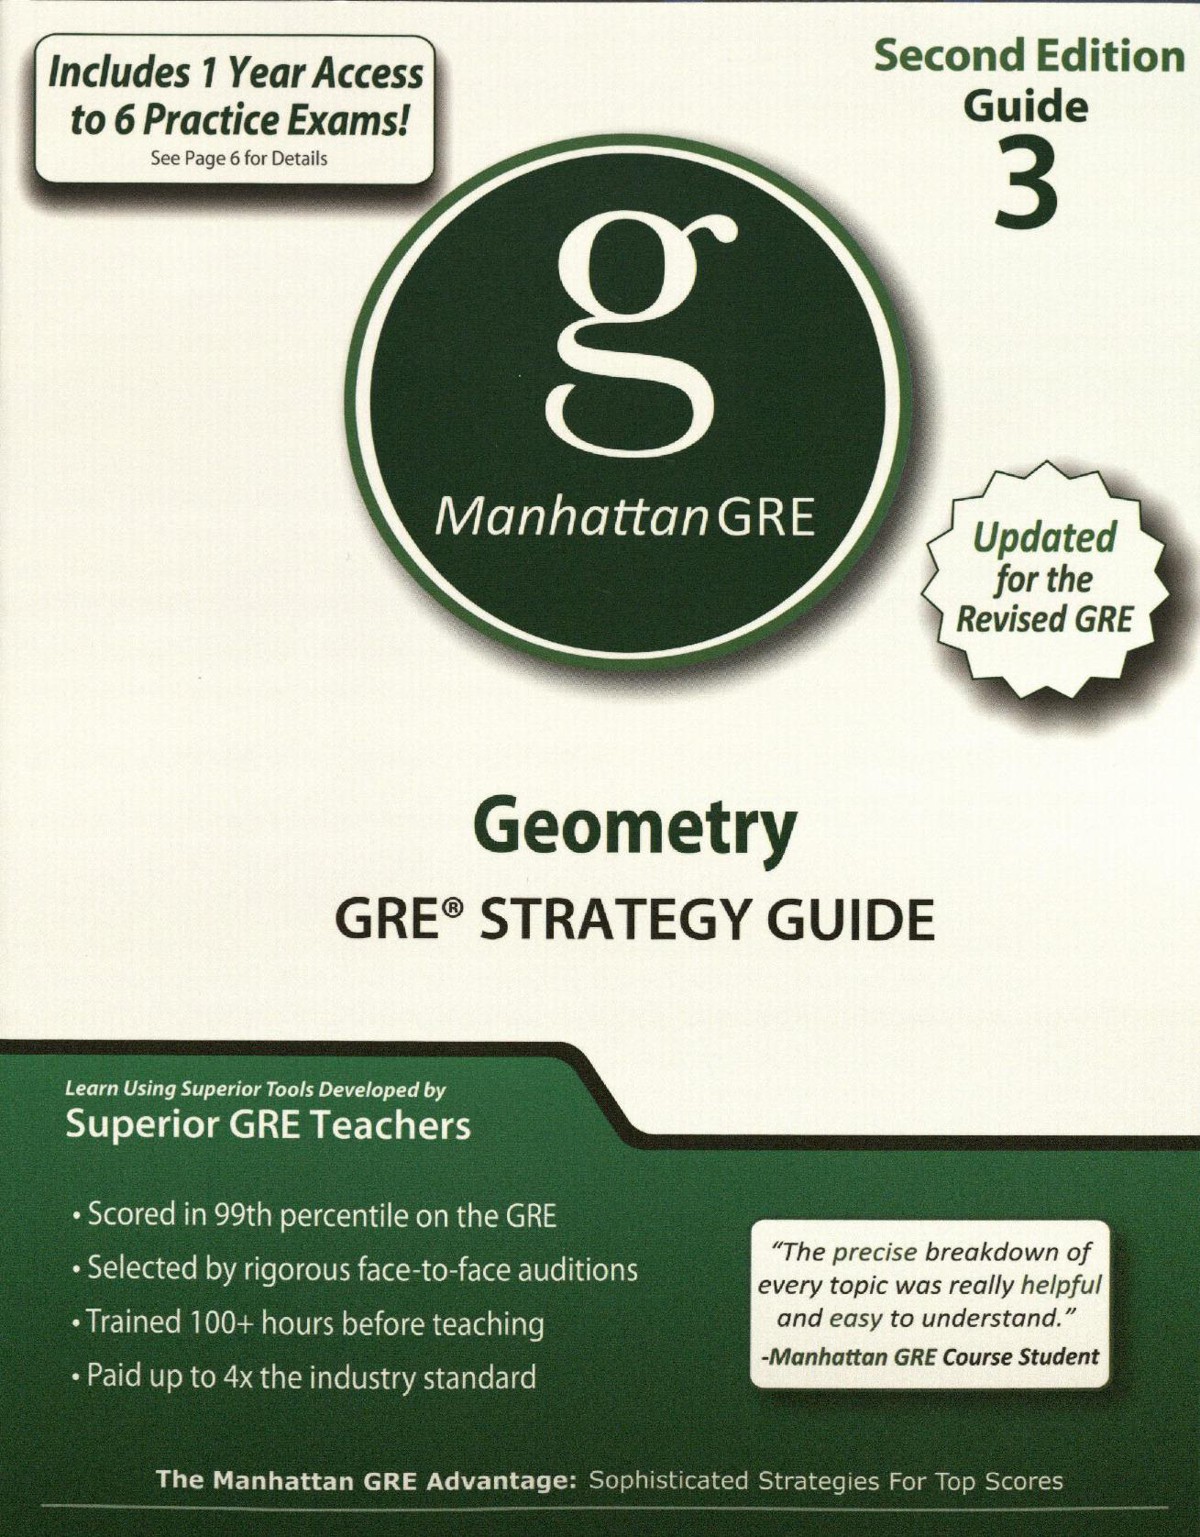 Includes 1 Year Access
to 6 Practice Exams!
See Page 6 for Details
Second Edition
Guide
3
g
ManhattanGRE
Updated
for the
Revised GRE
Geometry
GRE® STRATEGY GUIDE
Learn Using Superior Tools Developed by
Superior GRE Teachers
• Scored in 99th percentile on the GRE
• Selected by rigorous face-to-face auditions
• Trained 100+ hours before teaching
• Paid up to 4x the industry standard
“The precise breakdown of
every topic was really helpful
and easy to understand.”
-Manhattan GRE Course Student
The Manhattan GRE Advantage: Sophisticated Strategies For Top Scores